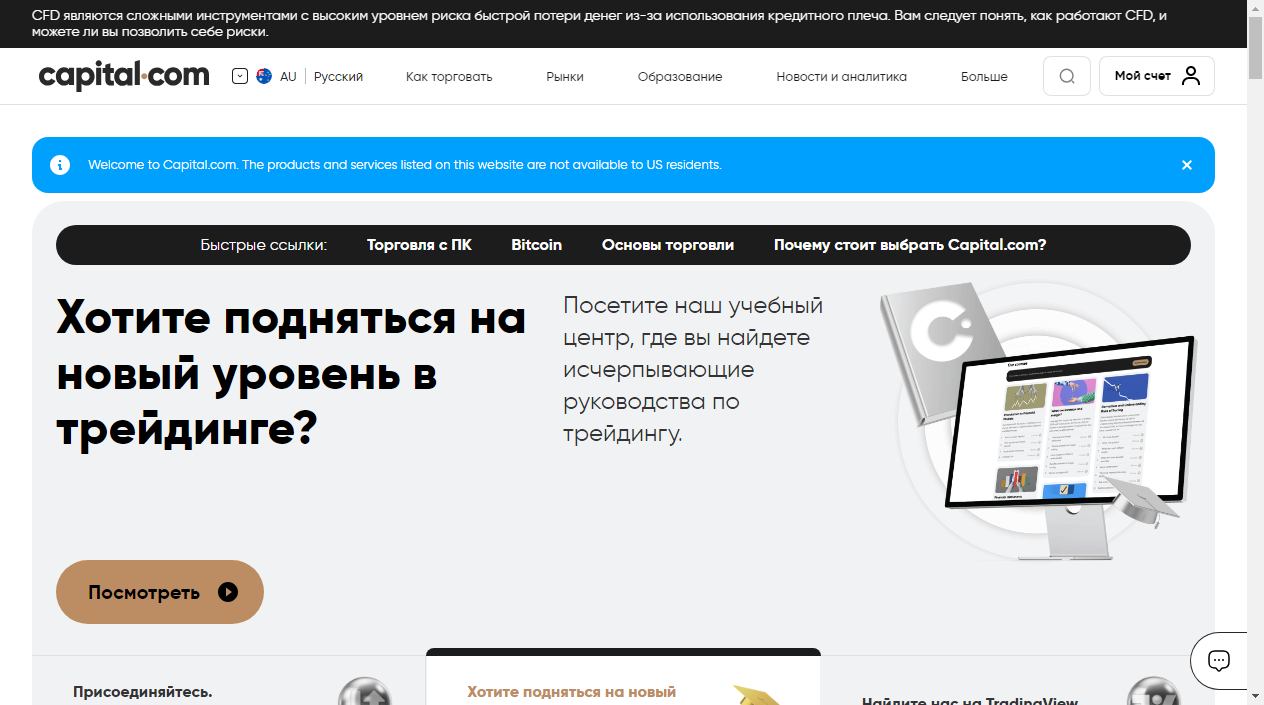 CFD являются сложными инструментами с высоким уровнем риска быстрой потери денег из-за использования кредитного плеча. Вам следует понять, как работают CFD, и
можете ли вы позволить себе риски.
capital.com AU Русский Как торговать Рынки Образование Новости и аналитика Больше Мой счет
Welcome to Capital.com. The products and services listed on this website are not available to US residents.
Быстрые ссылки: Торговля с ПК Bitcoin Основы торговли Почему стоит выбрать Capital.com?
Хотите подняться на
новый уровень в
трейдинге?
Посетите наш учебный
центр, где вы найдете
исчерпывающие
руководства по
трейдингу.
Посмотреть
Присоединяйтесь.
Хотите подняться на новый
Найдите нас на TradingView